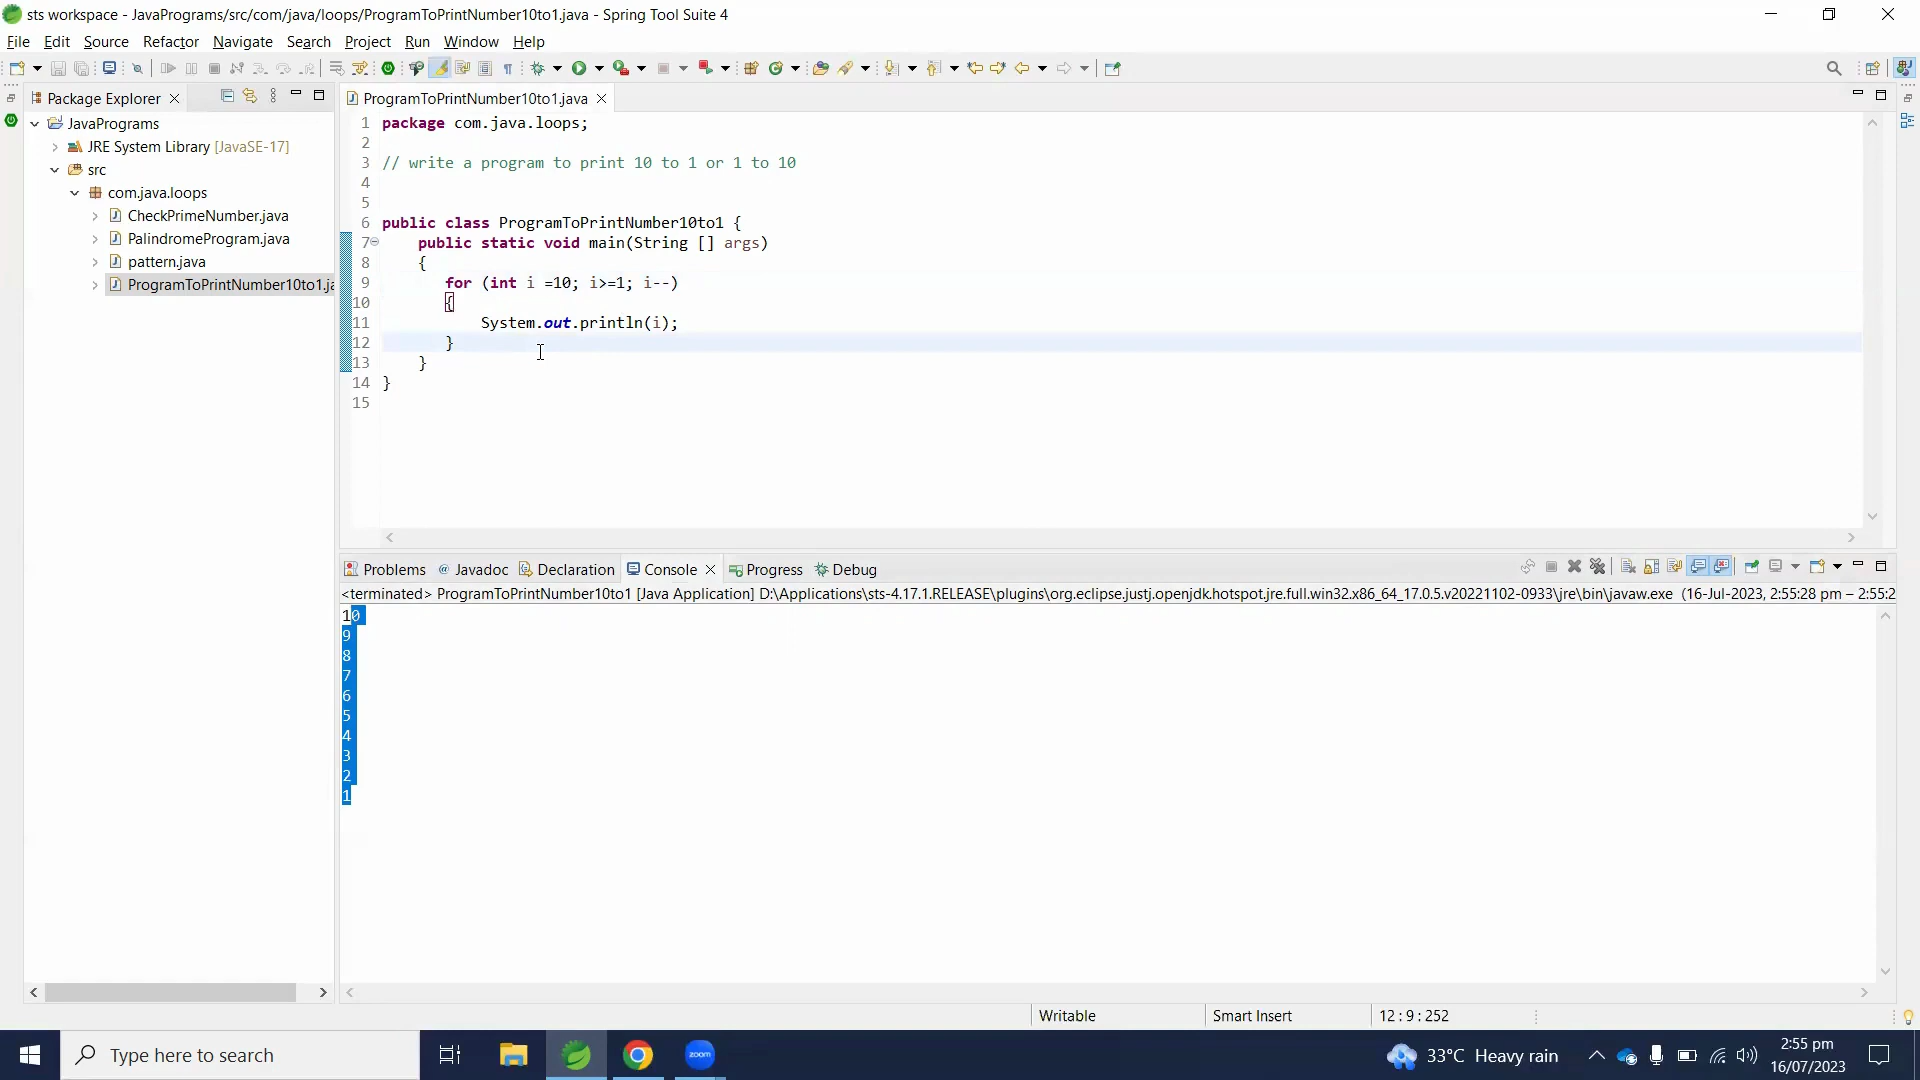 sts workspace - JavaPrograms/src/com/java/loops/ProgramToPrintNumber10to1.java - Spring Tool Suite 4
File Edit Source Refactor Navigate Search Project Run Window Help
Package Explorer
JavaPrograms
JRE System Library [JavaSE-17]
src
com.java.loops
CheckPrimeNumber.java
PalindromeProgram.java
pattern.java
ProgramToPrintNumber10to1.ja
ProgramToPrintNumber10to1.java
1 package com.java.loops;
2
3 // write a program to print 10 to 1 or 1 to 10
4
5
6 public class ProgramToPrintNumber10to1 {
7 public static void main(String [] args)
8 {
9 for (int i =10; i>=1; i--)
10 {
11 System.out.println(i);
12 }
13 }
14 }
15
Problems @ Javadoc Declaration Console Progress Debug
<terminated> ProgramToPrintNumber10to1 [Java Application] D:\Applications\sts-4.17.1.RELEASE\plugins\org.eclipse.justj.openjdk.hotspot.jre.full.win32.x86_64_17.0.5.v20221102-0933\jre\bin\javaw.exe (16-Jul-2023, 2:55:28 pm – 2:55:2
10
9
8
7
6
5
4
3
2
1
Writable Smart Insert 12 : 9 : 252
Type here to search
zoom
33°C Heavy rain
2:55 pm
16/07/2023